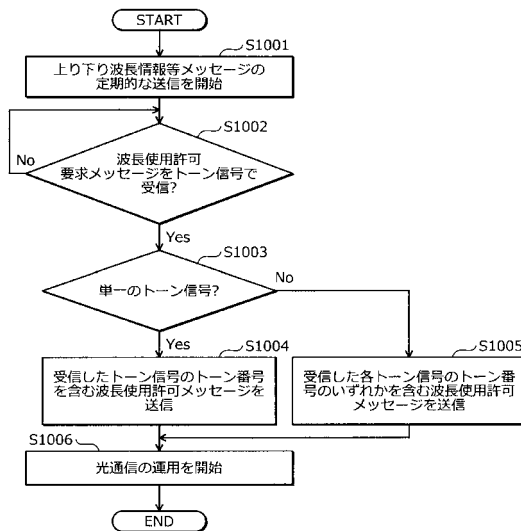 START
S1001
上り下り波長情報等メッセージの
定期的な送信を開始
S1002
波長使用許可
要求メッセージをトーン信号で
受信?
No
Yes
S1003
単一のトーン信号?
No
Yes
S1004
受信したトーン信号のトーン番号
を含む波長使用許可メッセージを
送信
S1005
受信した各トーン信号のトーン番
号のいずれかを含む波長使用許可
メッセージを送信
S1006
光通信の運用を開始
END